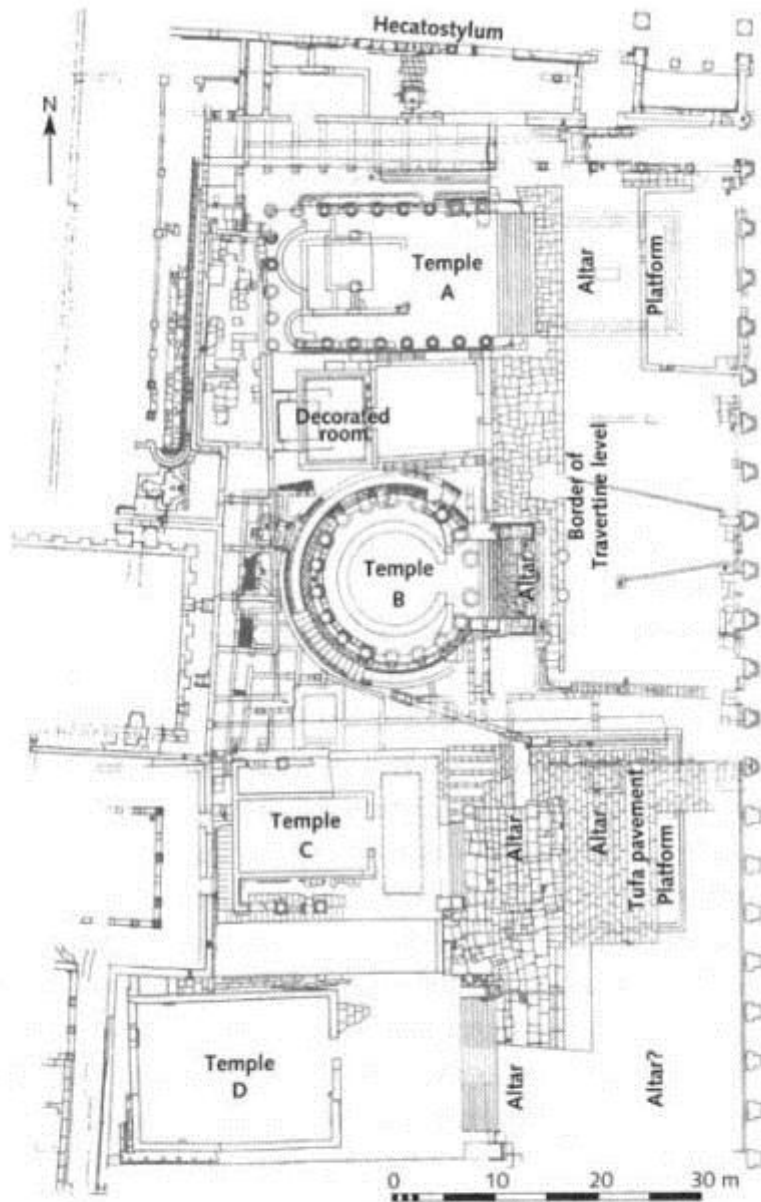 Hecatostylum
N
Temple
A
Altar
Platform
Decorated
room
Border of
Travertine level
Temple
B
Altar
Temple
C
Altar
Altar
Tufa pavement
Platform
Temple
D
Altar
Altar?
0 10 20 30 m